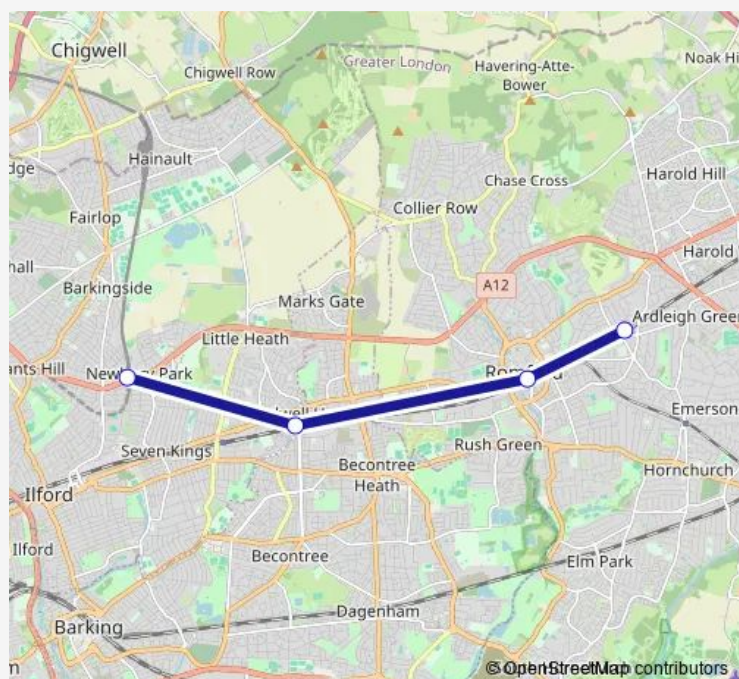 Chigwell
Chigwell Row
Greater London
Havering-Atte-
Bower
Noak Hi
Hainault
dge
Harold Hill
Chase Cross
Collier Row
Fairlop
Harold
hall
Barkingside
A12
Marks Gate
Ardleigh Green
Little Heath
ants Hill
Park
Emerson
Seven Kings
Rush Green
Becontree
Heath
Hornchurch
Ilford
Ilford
Becontree
Elm Park
Dagenham
Barking
m
© OpenStreetMap contributors